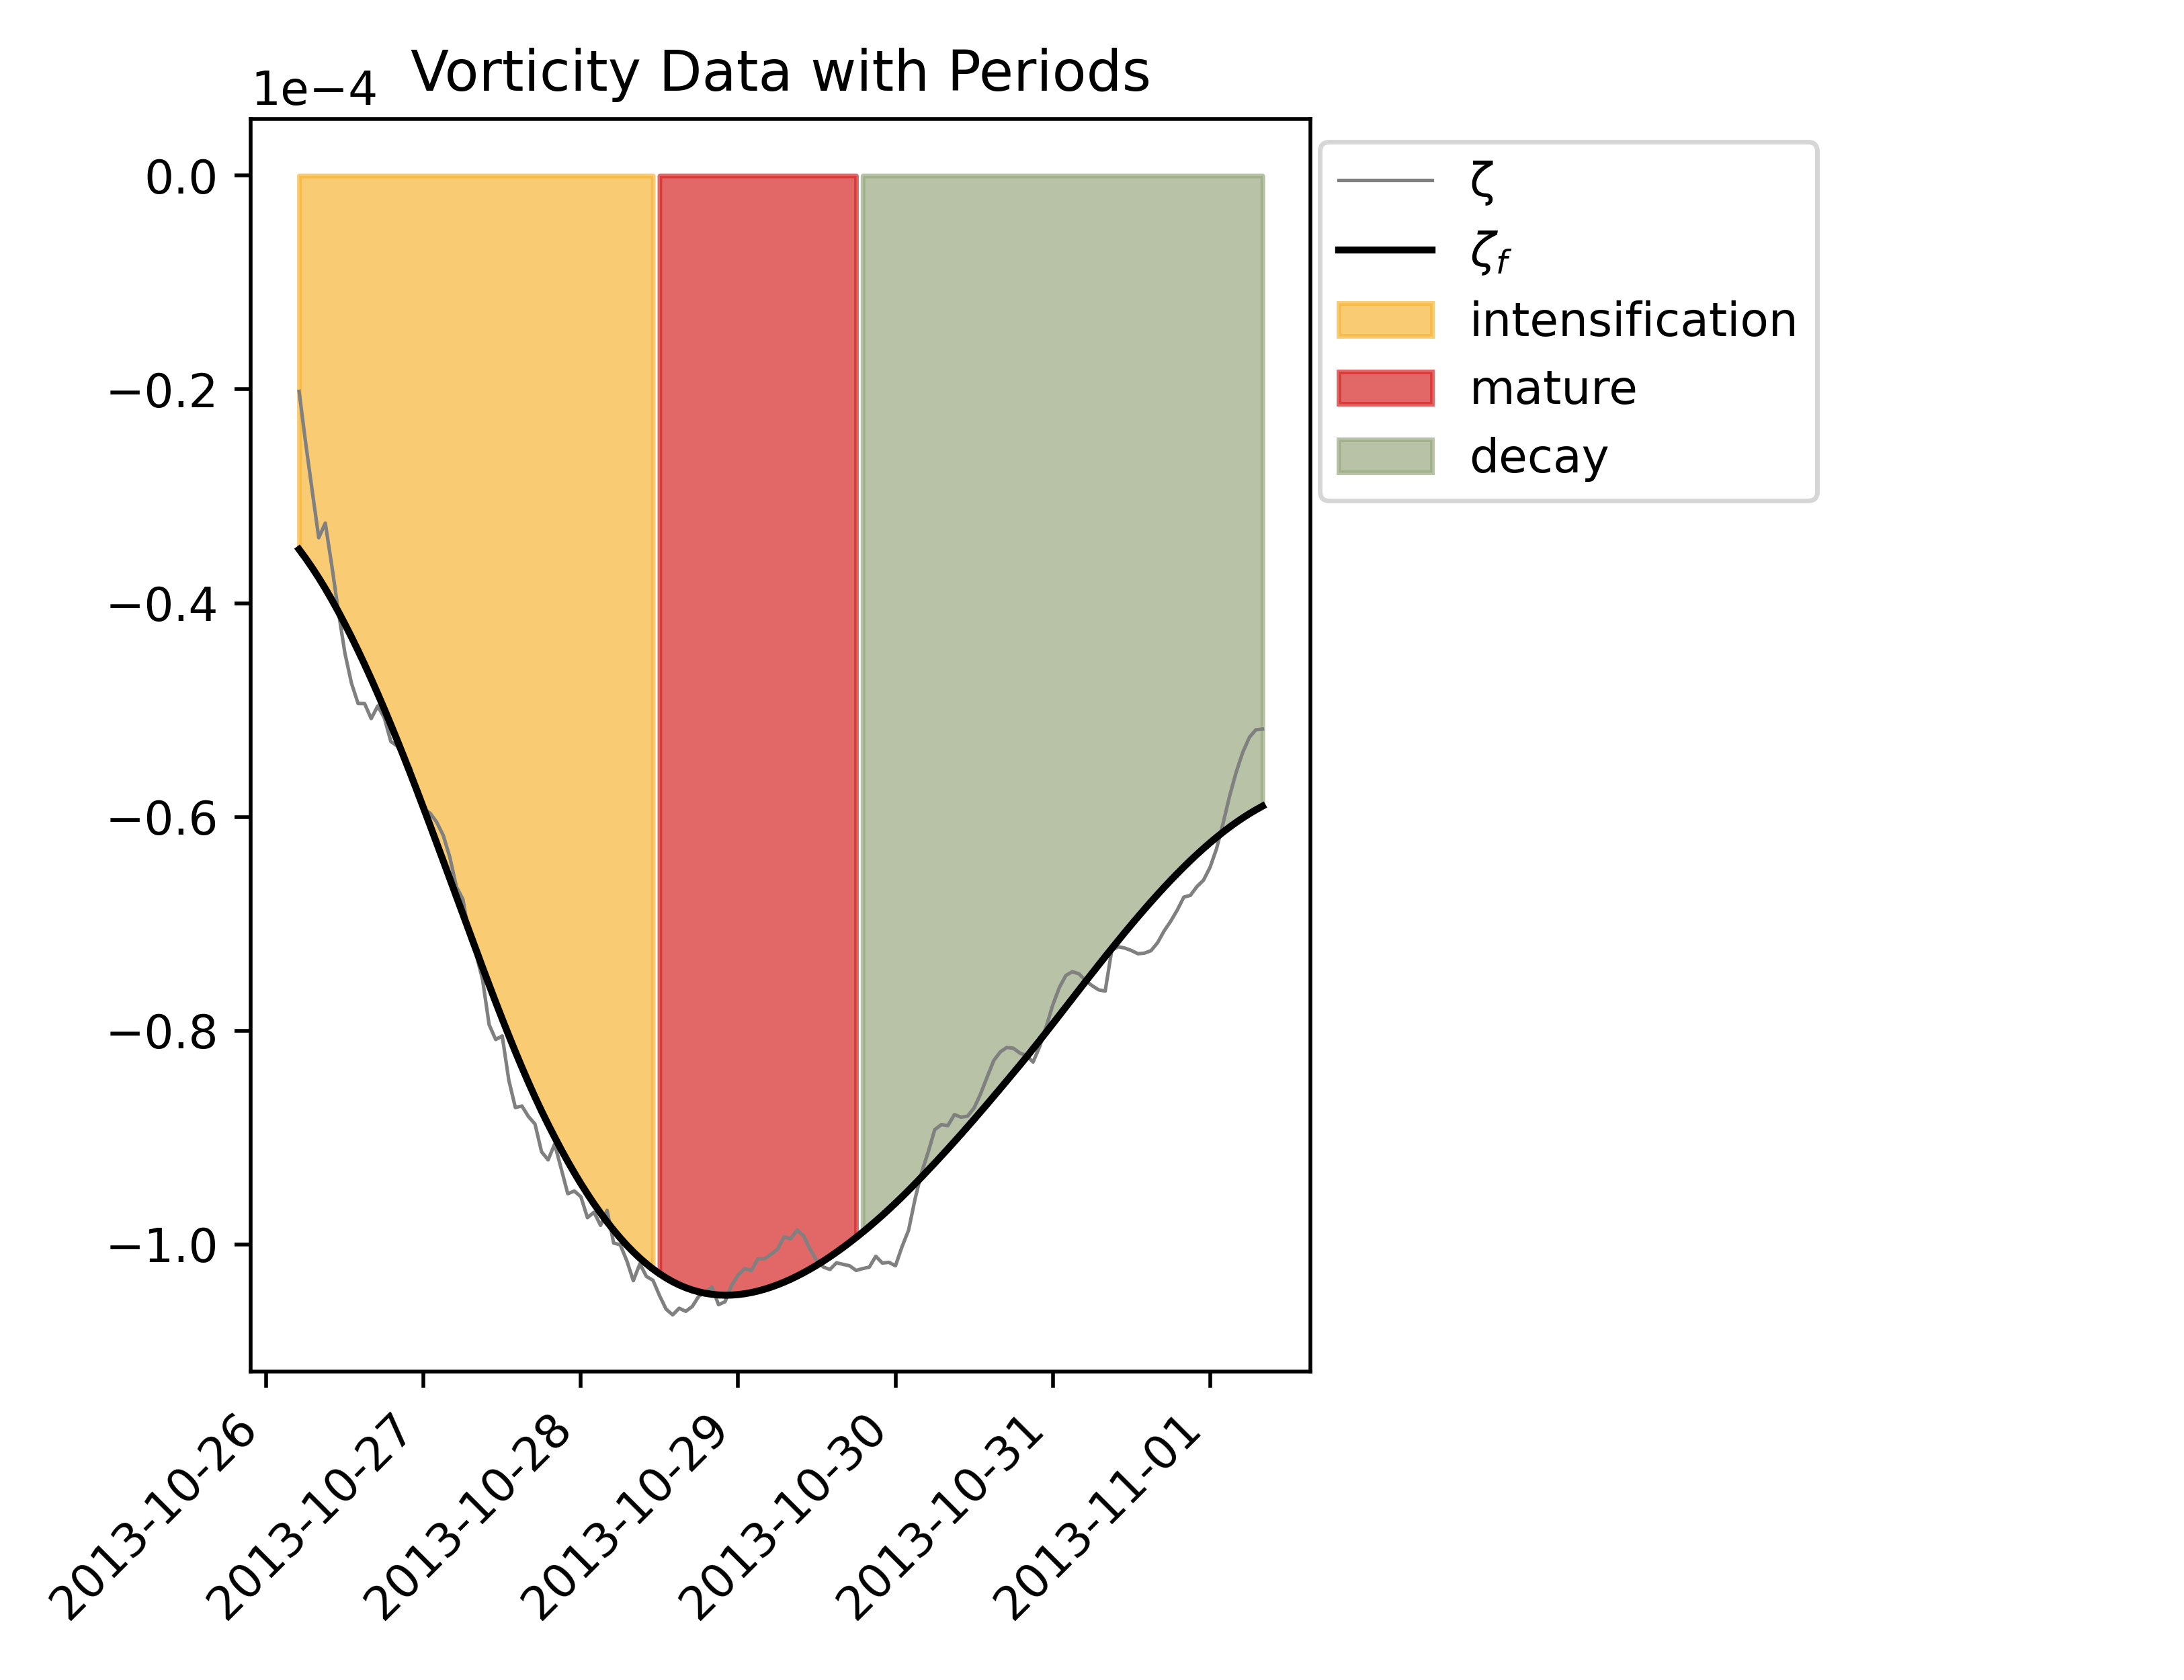 Vorticity Data with Periods
1e−4
0.0
−0.2
−0.4
−0.6
−0.8
−1.0
2013-10-26
2013-10-27
2013-10-28
2013-10-29
2013-10-30
2013-10-31
2013-11-01
ζ
ζf
intensification
mature
decay